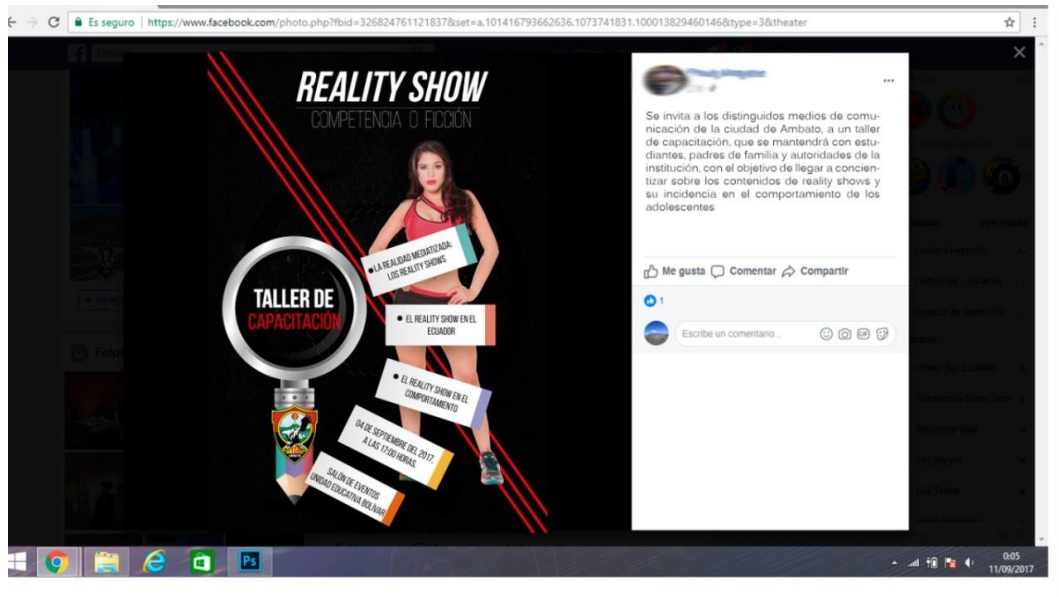 Es seguro | https://www.facebook.com/photo.php?fbid=326824761121837&set=a.101416793662636.1073741831.100013829460146&type=3&theater
REALITY SHOW
COMPETENCIA O FICCIÓN
TALLER DE
CAPACITACIÓN
● LA REALIDAD MEDIATIZADA:
LOS REALITY SHOWS
● EL REALITY SHOW EN EL
ECUADOR
● EL REALITY SHOW EN EL
COMPORTAMIENTO
04 DE SEPTIEMBRE DEL 2017,
A LAS 17:00 HORAS.
SALÓN DE EVENTOS
UNIDAD EDUCATIVA BOLÍVAR
Se invita a los distinguidos medios de comu-
nicación de la ciudad de Ambato, a un taller
de capacitación, que se mantendrá con estu-
diantes, padres de familia y autoridades de la
institución, con el objetivo de llegar a concien-
tizar sobre los contenidos de reality shows y
su incidencia en el comportamiento de los
adolescentes
Me gusta Comentar Compartir
1
Escribe un comentario...
Fotos
Ps
0:05
11/09/2017